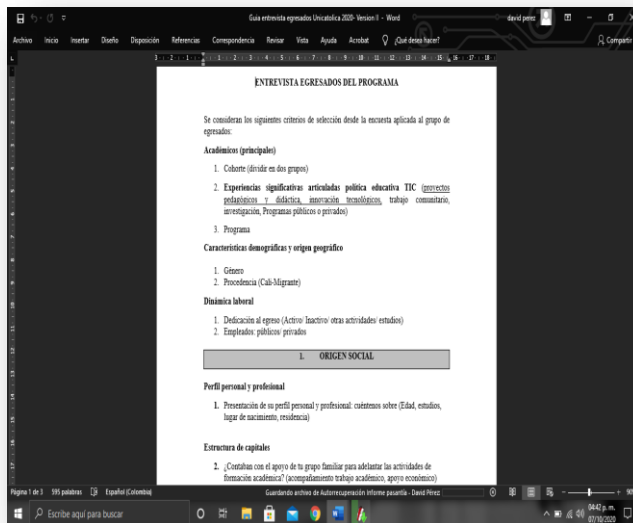 Guia entrevista egresados Unicatolica 2020- Version II - Word
david perez
Archivo Inicio Insertar Diseño Disposición Referencias Correspondencia Revisar Vista Ayuda Acrobat ¿Qué desea hacer? Compartir
ENTREVISTA EGRESADOS DEL PROGRAMA
Se consideran los siguientes criterios de selección desde la encuesta aplicada al grupo de
egresados:
Académicos (principales)
1. Cohorte (dividir en dos grupos)
2. Experiencias significativas articuladas política educativa TIC (proyectos
pedagógicos y didáctica, innovación tecnológicos, trabajo comunitario,
investigación, Programas públicos o privados)
3. Programa
Características demográficas y origen geográfico
1. Género
2. Procedencia (Cali-Migrante)
Dinámica laboral
1. Dedicación al egreso (Activo/ Inactivo/ otras actividades/ estudios)
2. Empleados: públicos/ privados
1. ORIGEN SOCIAL
Perfil personal y profesional
1. Presentación de su perfil personal y profesional: cuéntenos sobre (Edad, estudios,
lugar de nacimiento, residencia)
Estructura de capitales
2. ¿Contaban con el apoyo de tu grupo familiar para adelantar las actividades de
formación académica? (acompañamiento trabajo académico, apoyo económico)
Página 1 de 3 595 palabras Español (Colombia) Guardando archivo de Autorrecuperación Informe pasantía - David Pérez:
Escribe aquí para buscar
04:42 p. m.
07/10/2020